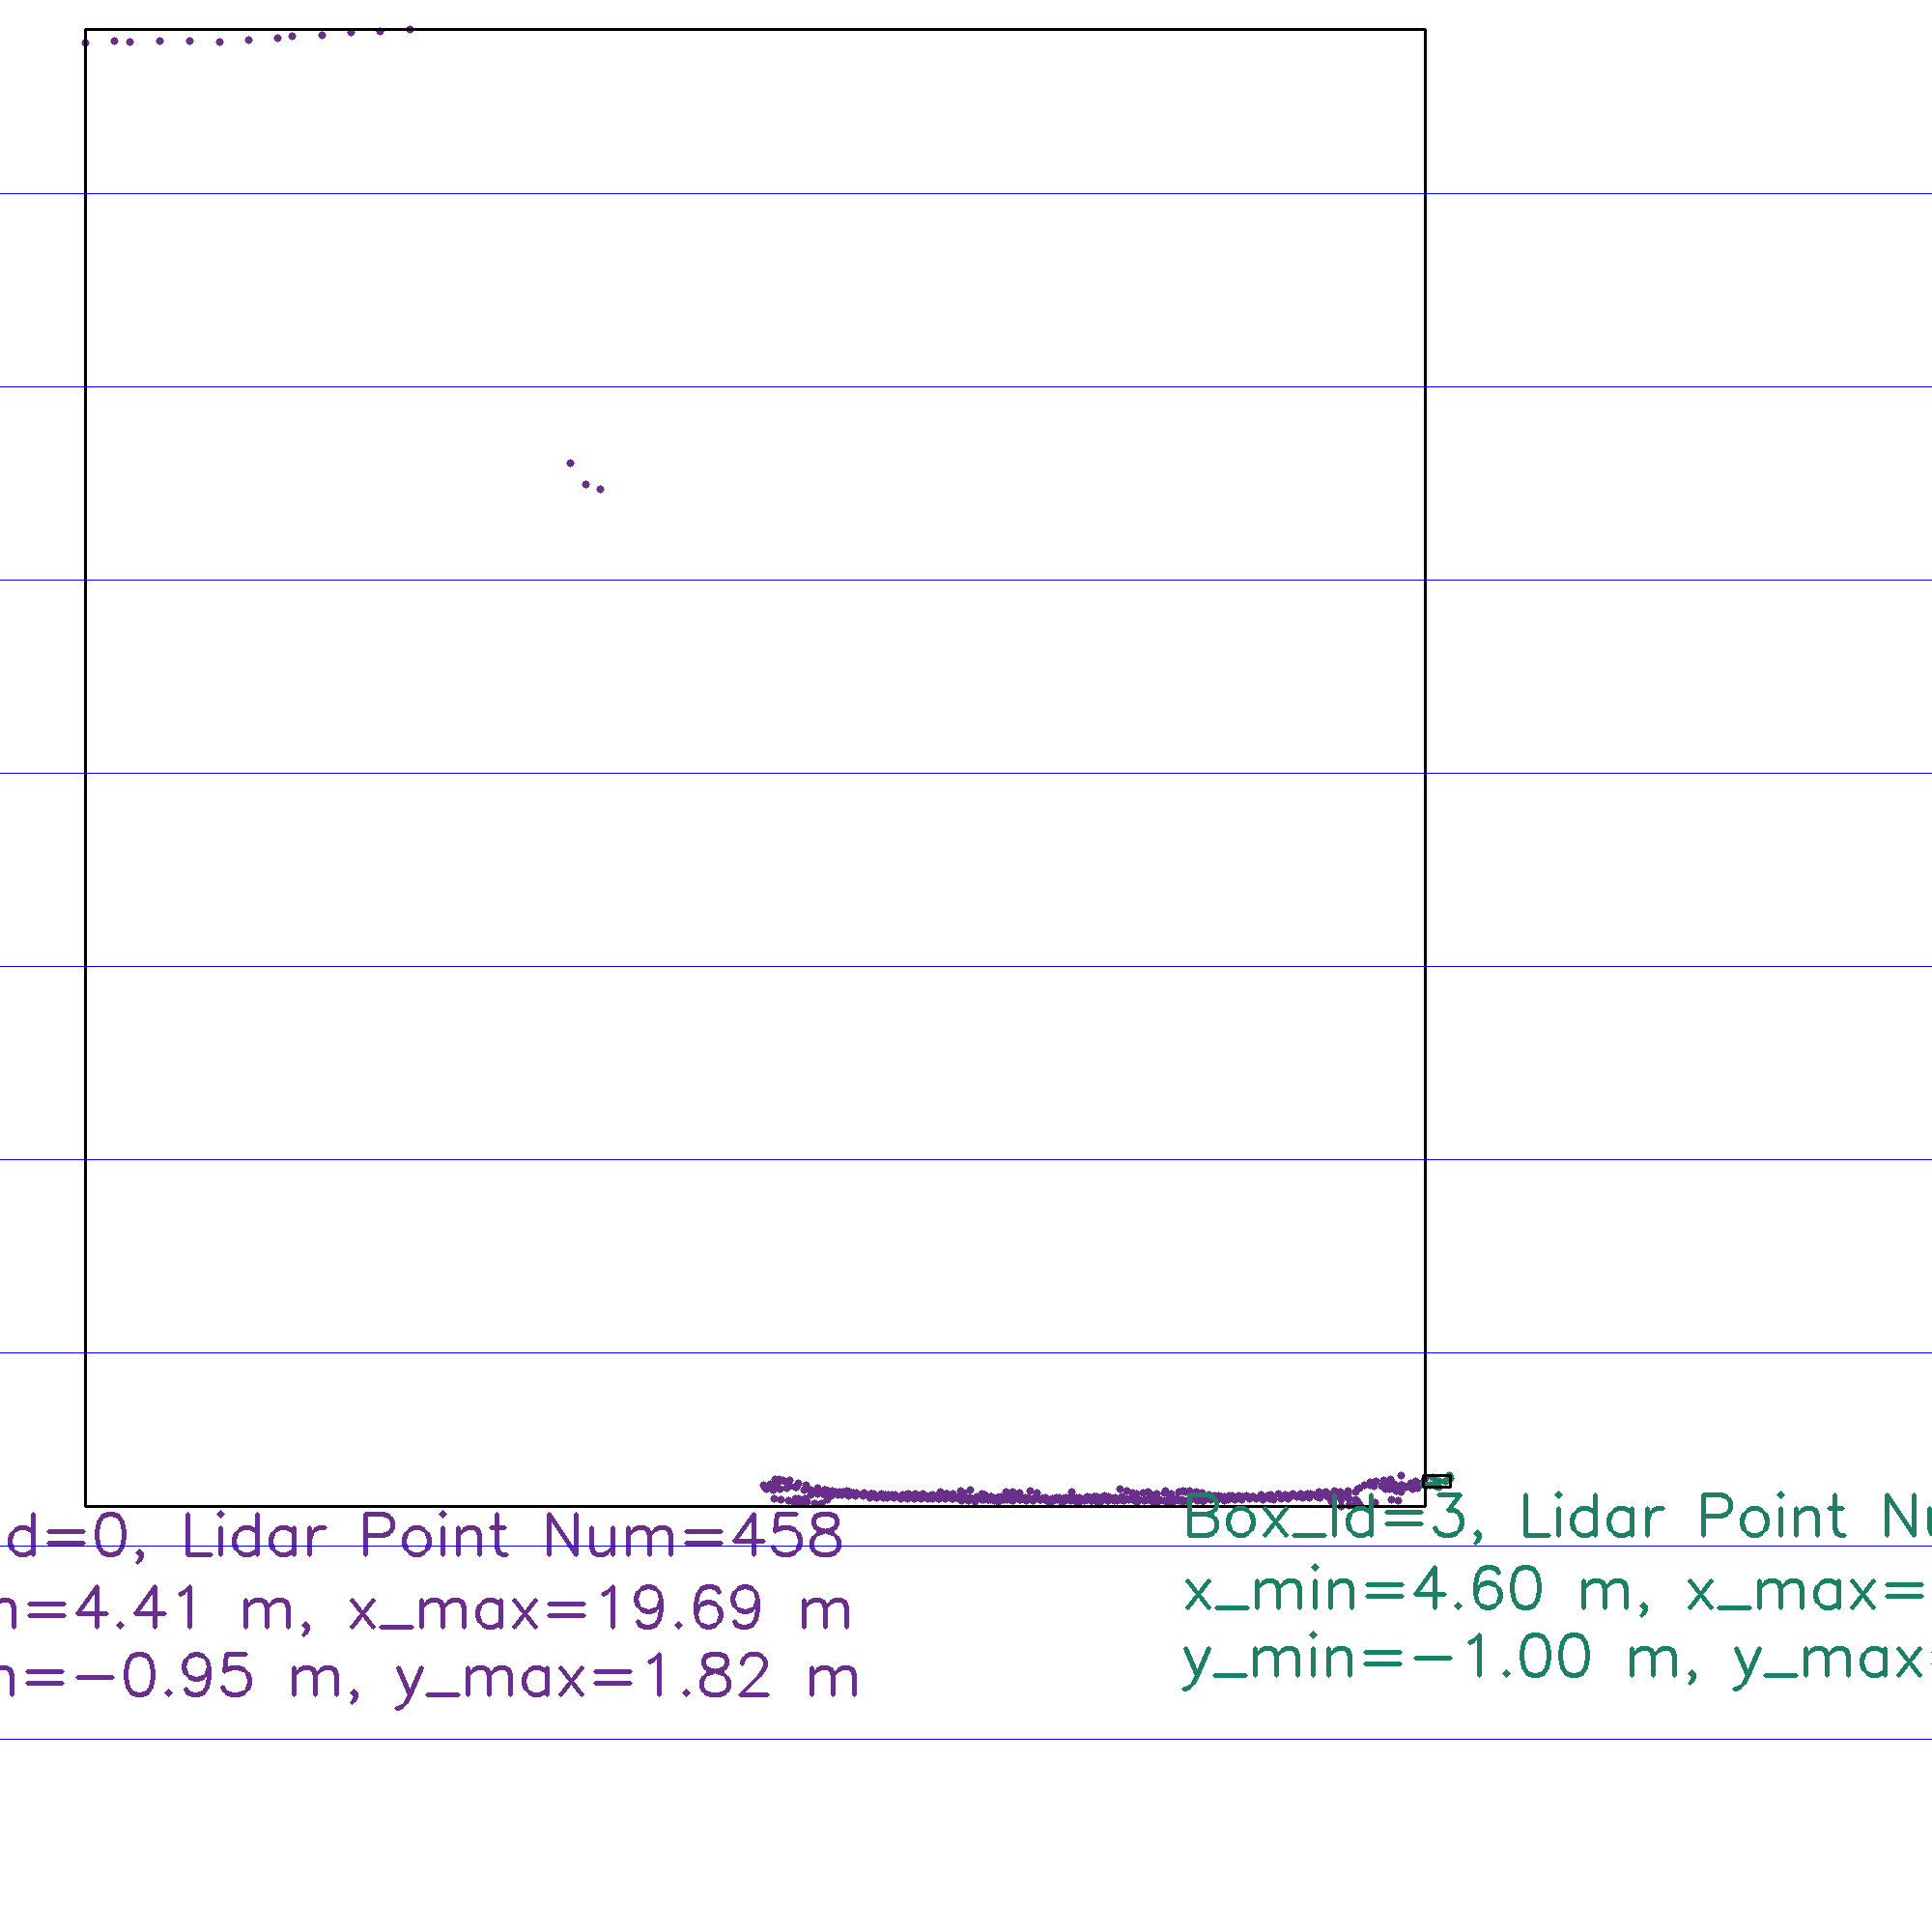 d=0, Lidar Point Num=458
n=4.41 m, x_max=19.69 m
n=-0.95 m, y_max=1.82 m
Box_Id=3, Lidar Point Nu
x_min=4.60 m, x_max=
y_min=-1.00 m, y_max=